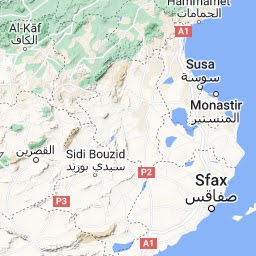 Hammamet
الحمامات
Al-Kāf
الكاف
A1
Susa
سوسة
Monastir
المنستير
القصرين
Sidi Bouzid
سيدي بوزيد
P2
Sfax
صفاقس
P3
A1